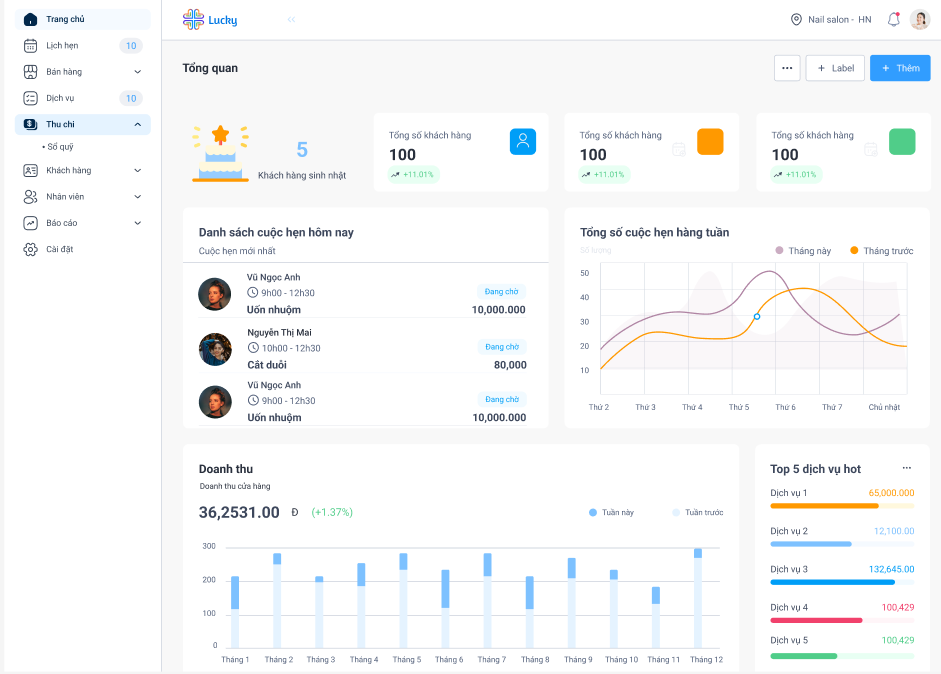 Trang chủ
Lịch hẹn 10
Bán hàng
Dịch vụ 10
Thu chi
• Sổ quỹ
Khách hàng
Nhân viên
Báo cáo
Cài đặt
Lucky
Nail salon - HN
Tổng quan
+ Label
+ Thêm
5
Khách hàng sinh nhật
Tổng số khách hàng
100
+11.01%
Tổng số khách hàng
100
+11.01%
Tổng số khách hàng
100
+11.01%
Danh sách cuộc hẹn hôm nay
Cuộc hẹn mới nhất
Vũ Ngọc Anh
9h00 - 12h30
Đang chờ
Uốn nhuộm 10,000.000
Nguyễn Thị Mai
10h00 - 12h30
Đang chờ
Cắt duỗi 80,000
Vũ Ngọc Anh
9h00 - 12h30
Đang chờ
Uốn nhuộm 10,000.000
Tổng số cuộc hẹn hàng tuần
Số lượng
Tháng này Tháng trước
50
40
30
20
10
Thứ 2 Thứ 3 Thứ 4 Thứ 5 Thứ 6 Thứ 7 Chủ nhật
Doanh thu
Doanh thu cửa hàng
36,2531.00 Đ (+1.37%)
Tuần này Tuần trước
300
200
100
0
Tháng 1 Tháng 2 Tháng 3 Tháng 4 Tháng 5 Tháng 6 Tháng 7 Tháng 8 Tháng 9 Tháng 10 Tháng 11 Tháng 12
Top 5 dịch vụ hot
Dịch vụ 1 65,000.000
Dịch vụ 2 12,100.00
Dịch vụ 3 132,645.00
Dịch vụ 4 100,429
Dịch vụ 5 100,429